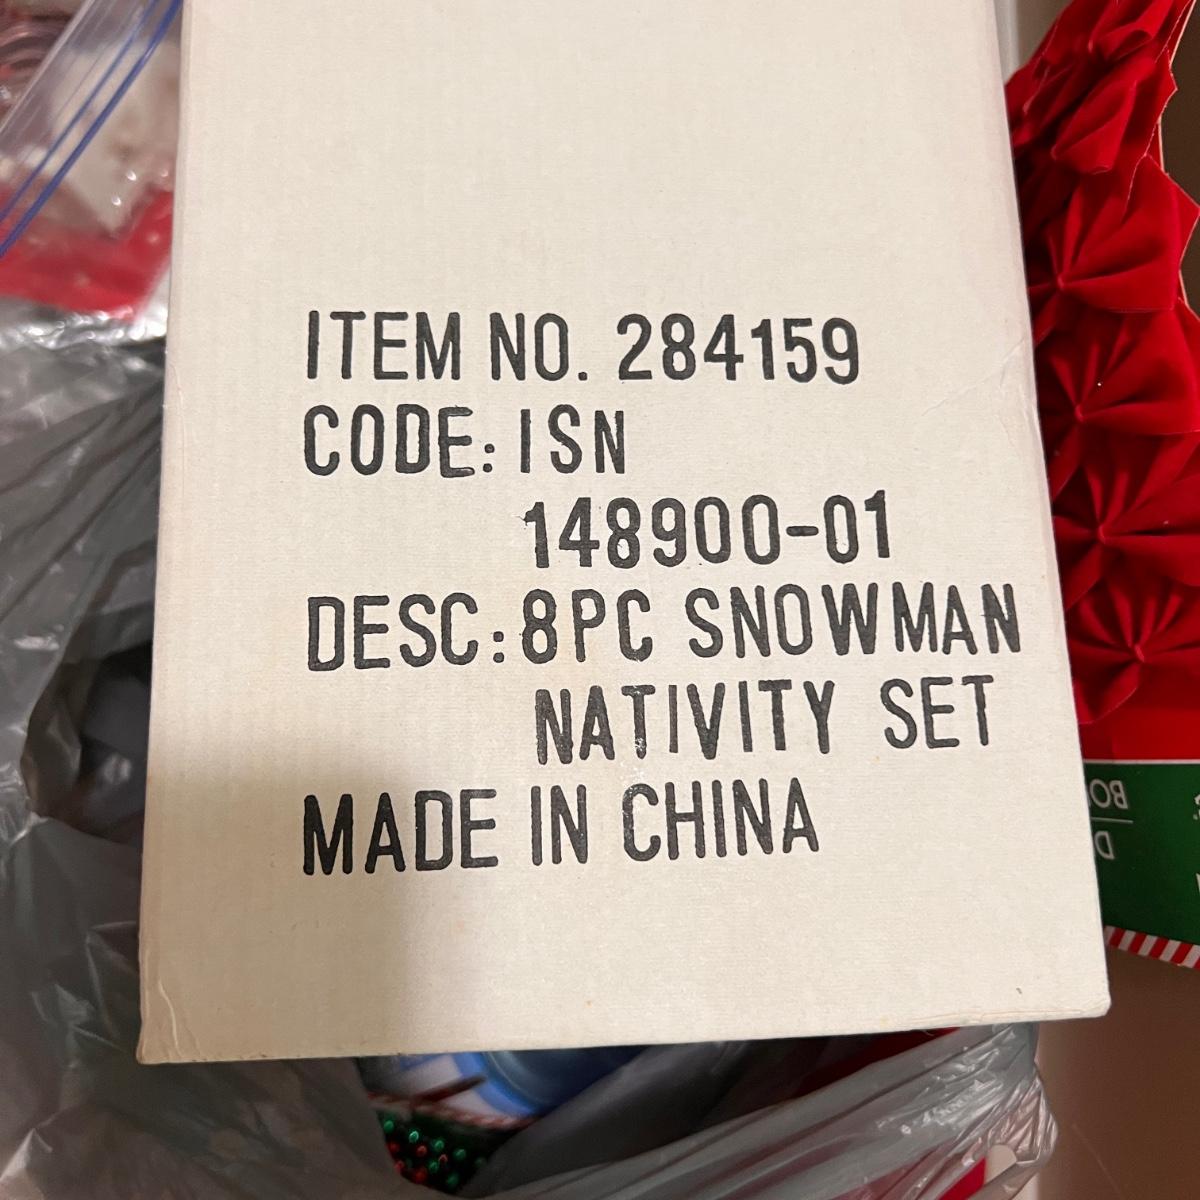 ITEM NO. 284159
CODE: ISN
148900-01
DESC: 8PC SNOWMAN
NATIVITY SET
MADE IN CHINA